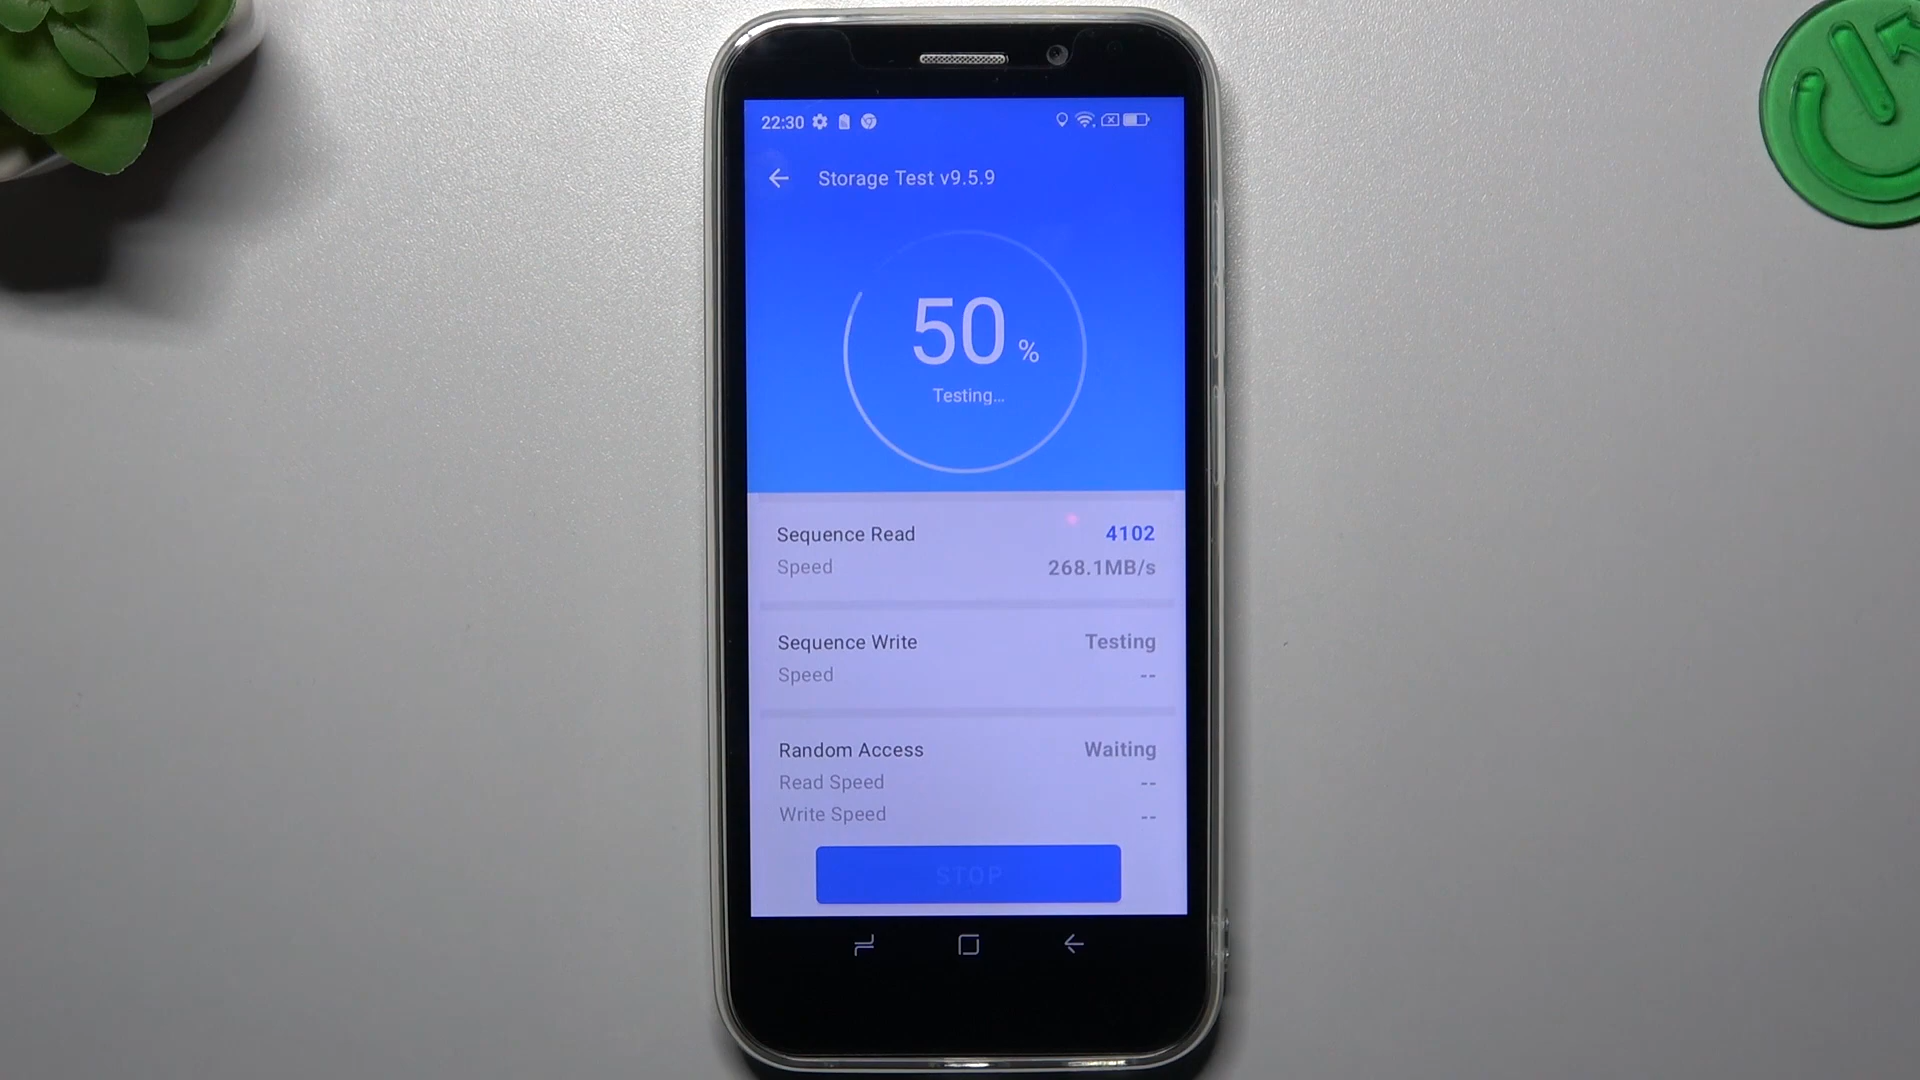 22:30
Storage Test v9.5.9
50 %
Testing...
Sequence Read 4102
Speed 268.1MB/s
Sequence Write Testing
Speed --
Random Access Waiting
Read Speed --
Write Speed --
STOP